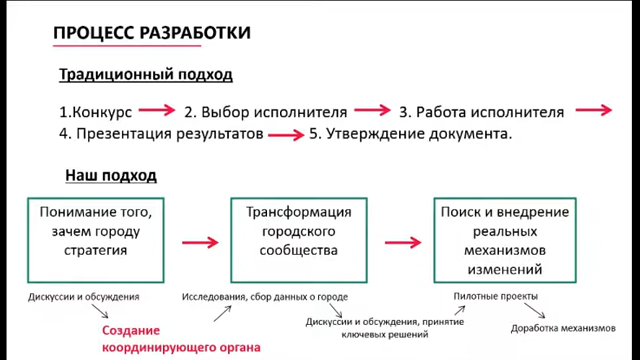 ПРОЦЕСС РАЗРАБОТКИ
Традиционный подход
1.Конкурс 2. Выбор исполнителя 3. Работа исполнителя
4. Презентация результатов 5. Утверждение документа.
Наш подход
Понимание того,
зачем городу
стратегия
Трансформация
городского
сообщества
Поиск и внедрение
реальных
механизмов
изменений
Дискуссии и обсуждения
Создание
координирующего органа
Исследования, сбор данных о городе
Дискуссии и обсуждения, принятие
ключевых решений
Пилотные проекты
Доработка механизмов